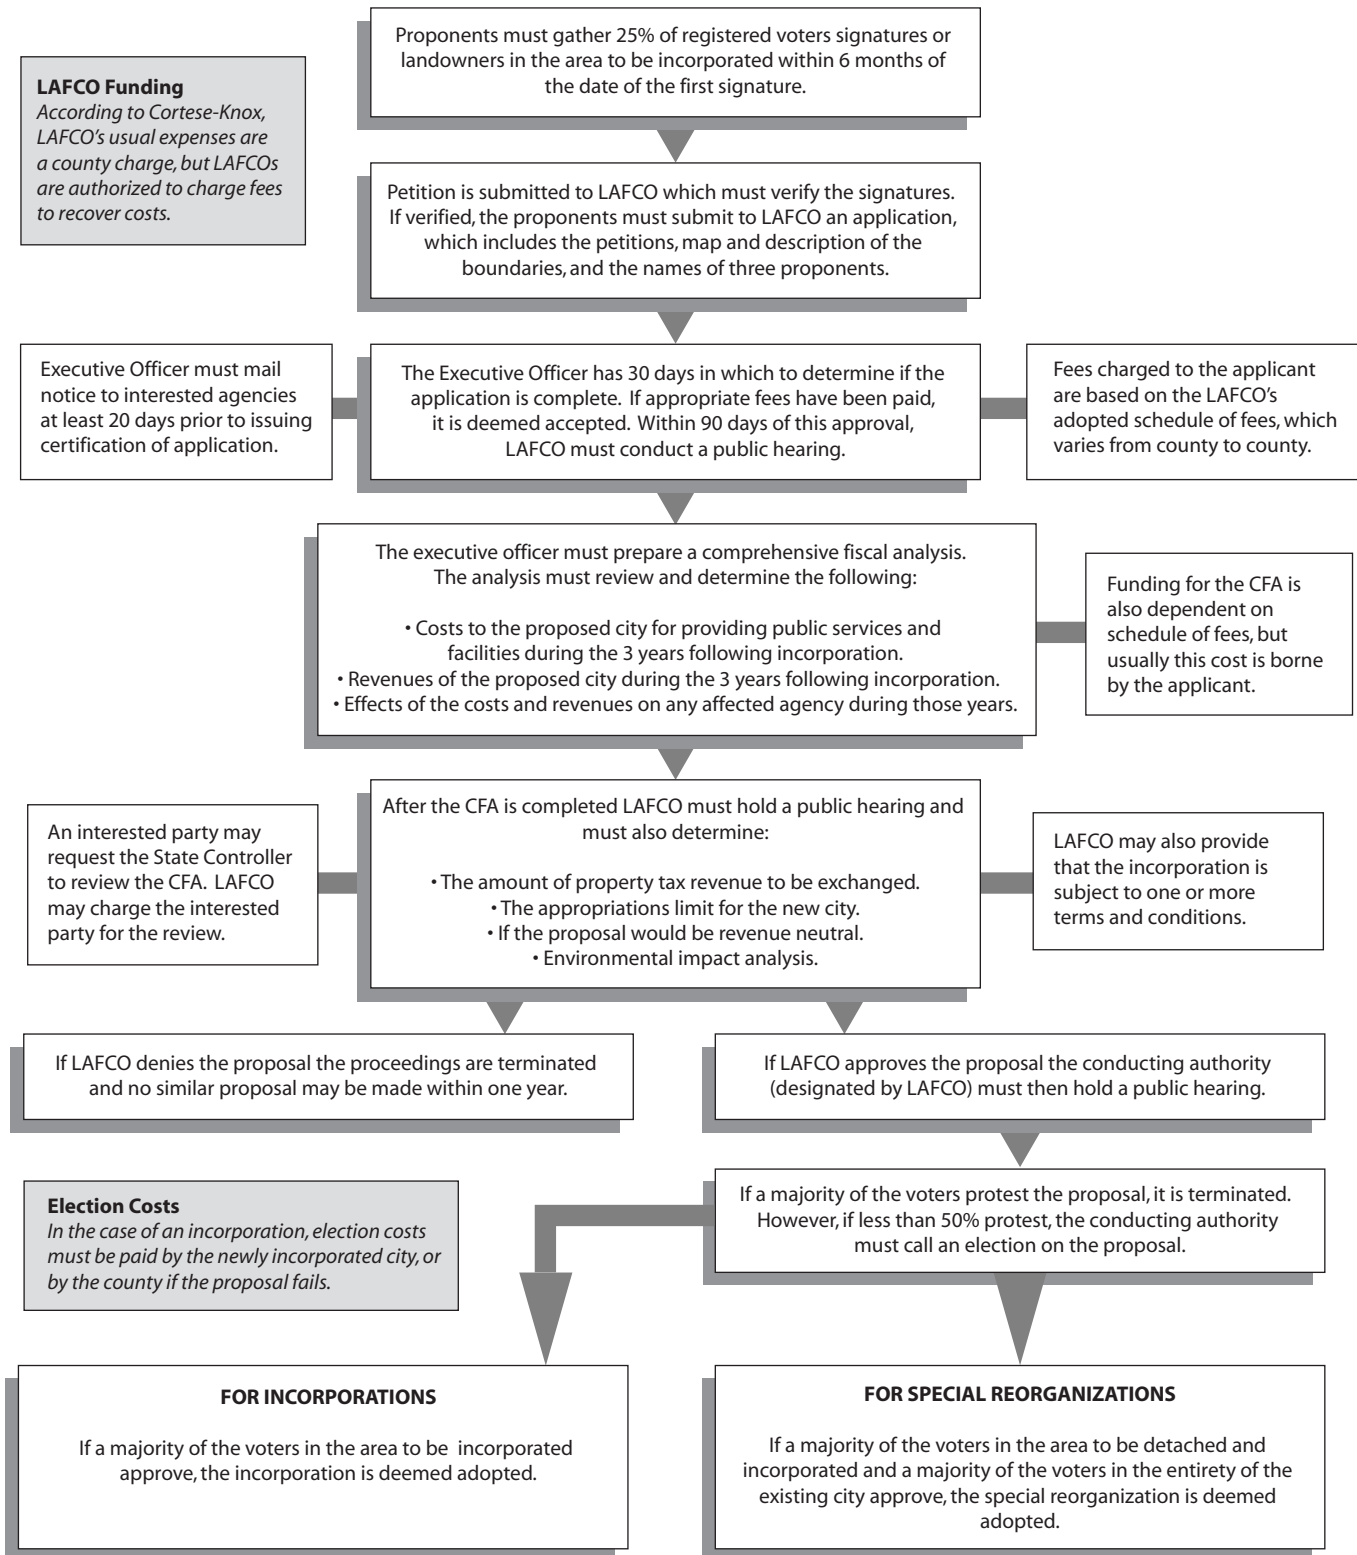 Proponents must gather 25% of registered voters signatures or
landowners in the area to be incorporated within 6 months of
the date of the first signature.
LAFCO Funding
According to Cortese-Knox,
LAFCO's usual expenses are
a county charge, but LAFCOs
are authorized to charge fees
to recover costs.
Petition is submitted to LAFCO which must verify the signatures.
If verified, the proponents must submit to LAFCO an application,
which includes the petitions, map and description of the
boundaries, and the names of three proponents.
Executive Officer must mail
notice to interested agencies
at least 20 days prior to issuing
certification of application.
The Executive Officer has 30 days in which to determine if the
application is complete. If appropriate fees have been paid,
it is deemed accepted. Within 90 days of this approval,
LAFCO must conduct a public hearing.
Fees charged to the applicant
are based on the LAFCO's
adopted schedule of fees, which
varies from county to county.
The executive officer must prepare a comprehensive fiscal analysis.
The analysis must review and determine the following:
• Costs to the proposed city for providing public services and
facilities during the 3 years following incorporation.
• Revenues of the proposed city during the 3 years following incorporation.
• Effects of the costs and revenues on any affected agency during those years.
Funding for the CFA is
also dependent on
schedule of fees, but
usually this cost is borne
by the applicant.
An interested party may
request the State Controller
to review the CFA. LAFCO
may charge the interested
party for the review.
After the CFA is completed LAFCO must hold a public hearing and
must also determine:
• The amount of property tax revenue to be exchanged.
• The appropriations limit for the new city.
• If the proposal would be revenue neutral.
• Environmental impact analysis.
LAFCO may also provide
that the incorporation is
subject to one or more
terms and conditions.
If LAFCO denies the proposal the proceedings are terminated
and no similar proposal may be made within one year.
If LAFCO approves the proposal the conducting authority
(designated by LAFCO) must then hold a public hearing.
Election Costs
In the case of an incorporation, election costs
must be paid by the newly incorporated city, or
by the county if the proposal fails.
If a majority of the voters protest the proposal, it is terminated.
However, if less than 50% protest, the conducting authority
must call an election on the proposal.
FOR INCORPORATIONS
If a majority of the voters in the area to be incorporated
approve, the incorporation is deemed adopted.
FOR SPECIAL REORGANIZATIONS
If a majority of the voters in the area to be detached and
incorporated and a majority of the voters in the entirety of the
existing city approve, the special reorganization is deemed
adopted.